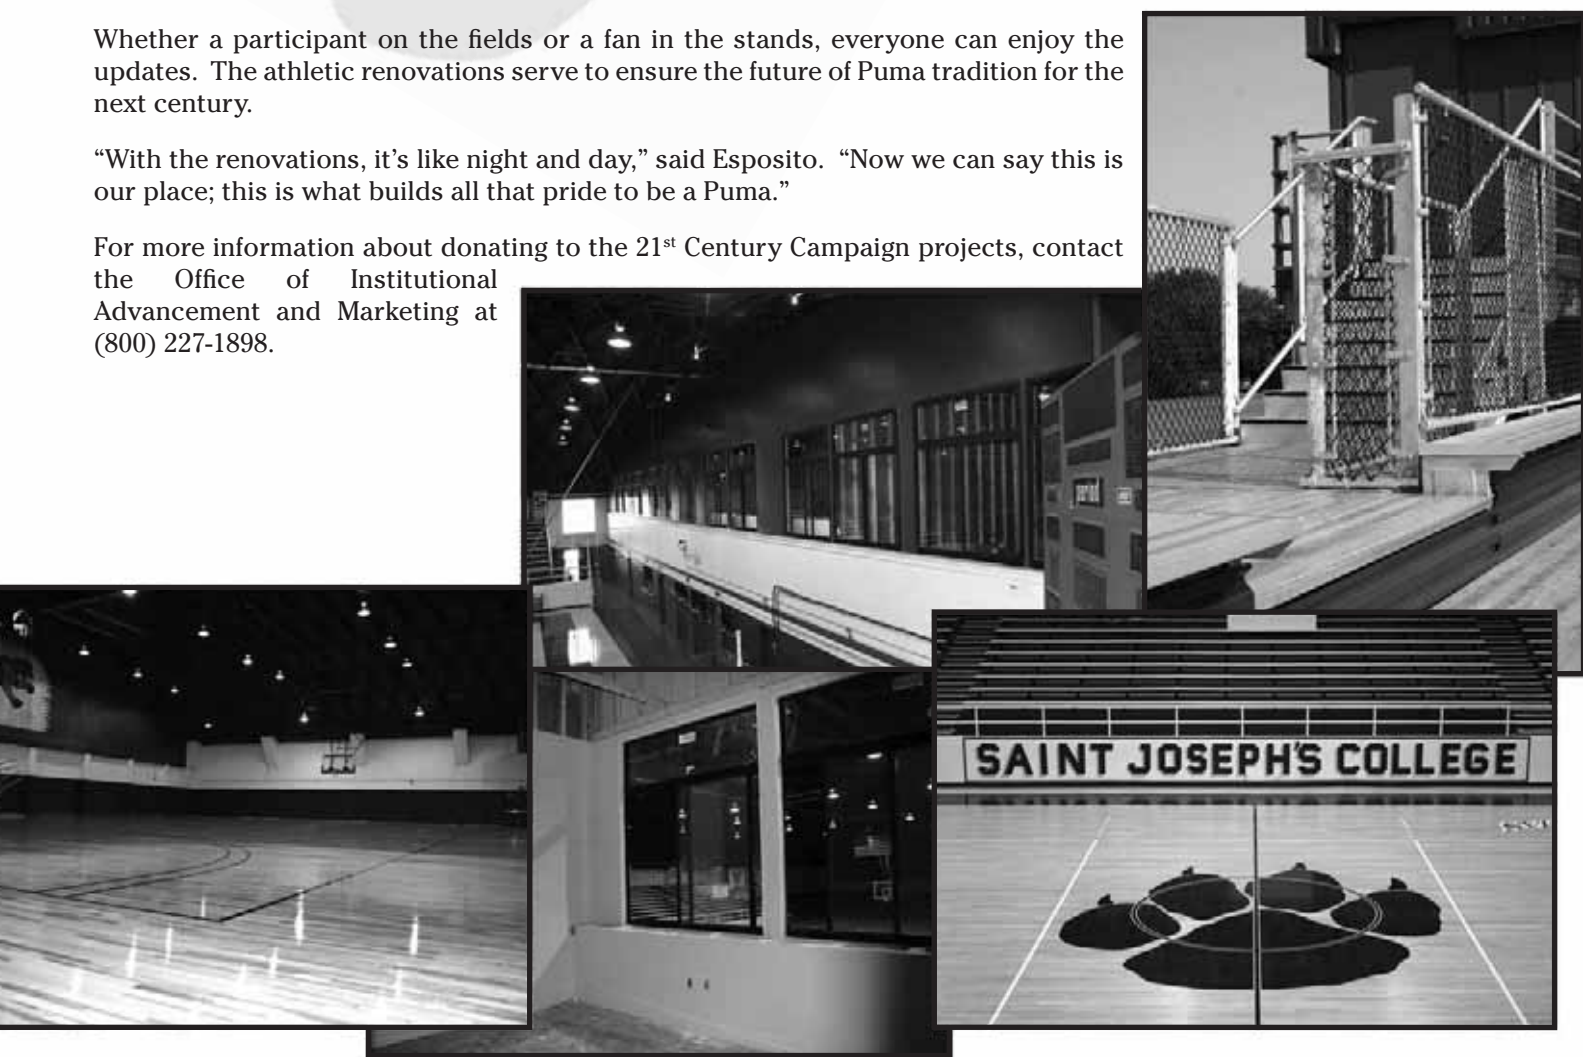 Whether a participant on the fields or a fan in the stands, everyone can enjoy the
updates.  The athletic renovations serve to ensure the future of Puma tradition for the
next century.
“With the renovations, it’s like night and day,” said Esposito.  “Now we can say this is
our place; this is what builds all that pride to be a Puma.”
For more information about donating to the 21st Century Campaign projects, contact
the Office of Institutional
Advancement and Marketing at
(800) 227-1898.
period
SAINT JOSEPH'S COLLEGE